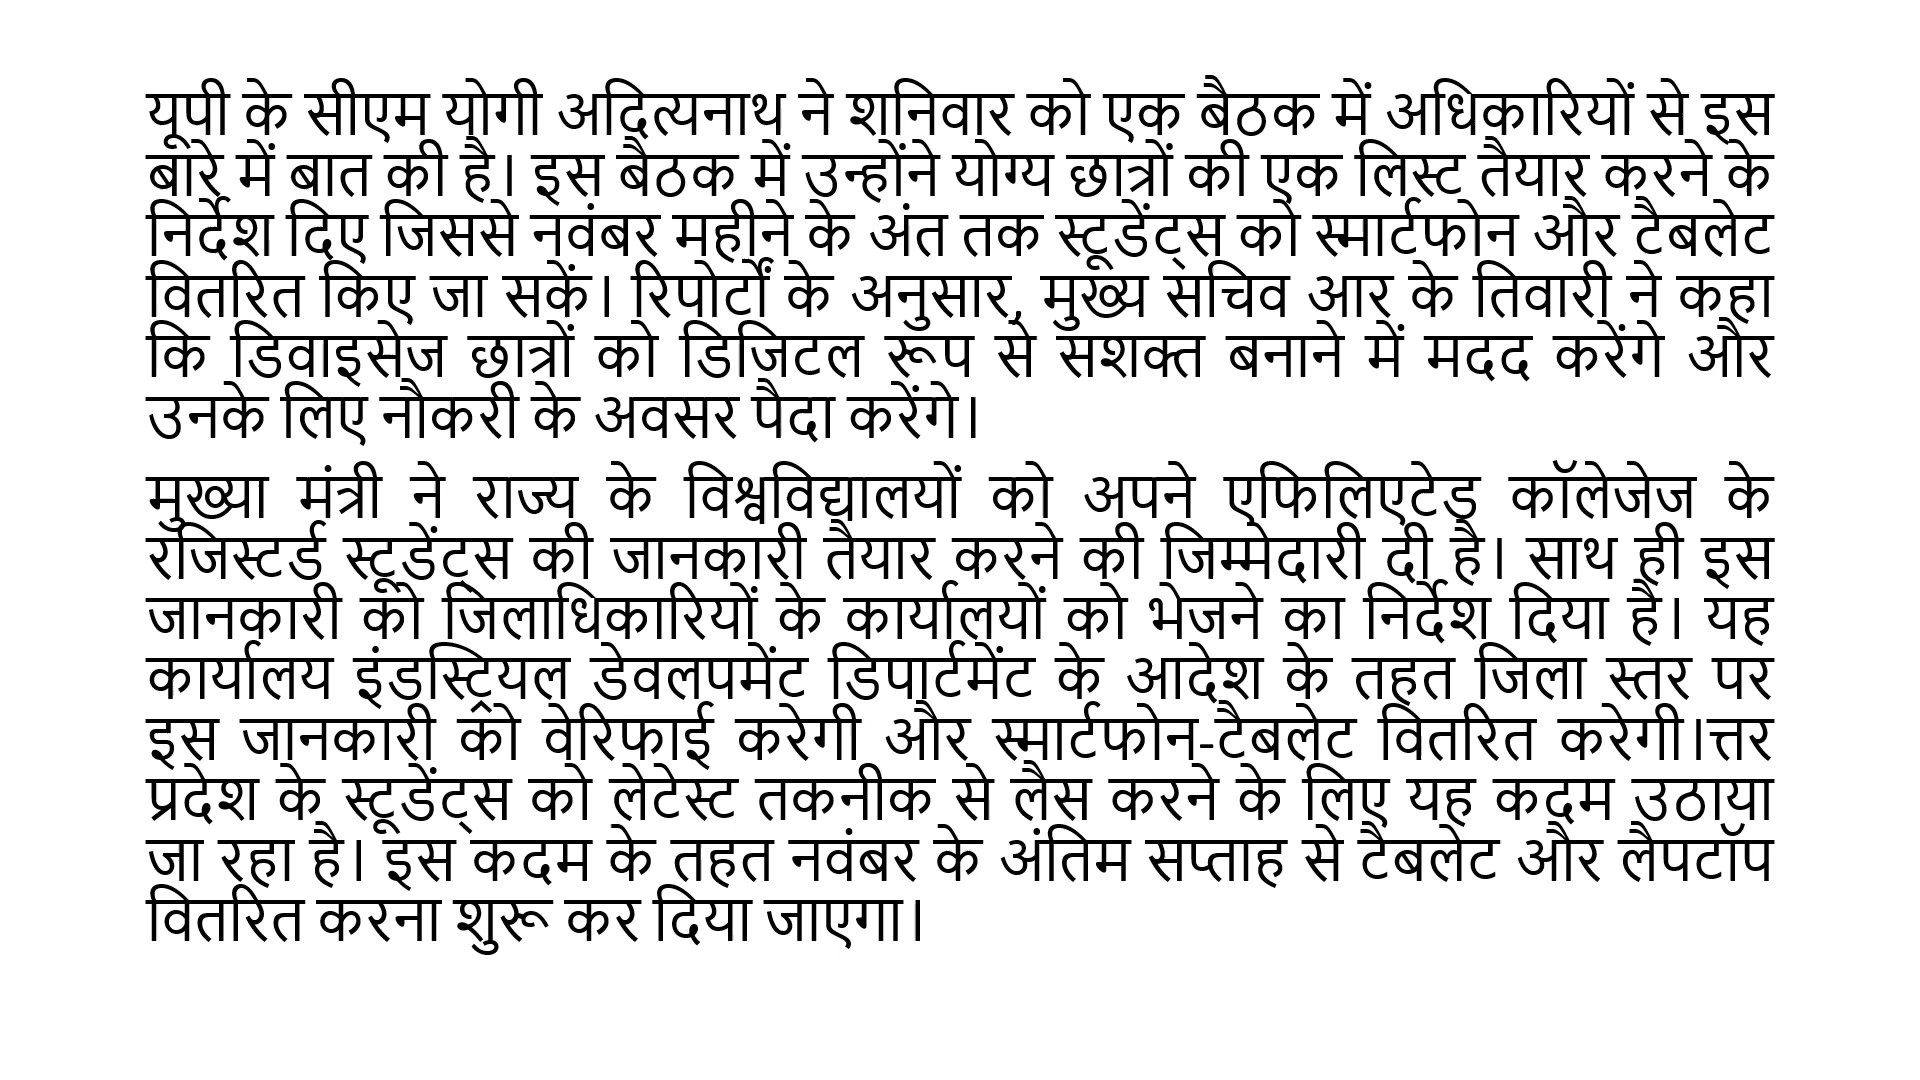 यूपी के सीएम योगी अदित्यनाथ ने शनिवार को एक बैठक में अधिकारियों से इस
बारे में बात की है। इस बैठक में उन्होंने योग्य छात्रों की एक लिस्ट तैयार करने के
निर्देश दिए जिससे नवंबर महीने के अंत तक स्टूडेंट्स को स्मार्टफोन और टैबलेट
वितरित किए जा सकें। रिपोर्टों के अनुसार, मुख्य सचिव आर के तिवारी ने कहा
कि डिवाइसेज छात्रों को डिजिटल रूप से सशक्त बनाने में मदद करेंगे और
उनके लिए नौकरी के अवसर पैदा करेंगे।
मुख्या मंत्री ने राज्य के विश्वविद्यालयों को अपने एफिलिएटेड कॉलेजेज के
रजिस्टर्ड स्टूडेंट्स की जानकारी तैयार करने की जिम्मेदारी दी है। साथ ही इस
जानकारी को जिलाधिकारियों के कार्यालयों को भेजने का निर्देश दिया है। यह
कार्यालय इंडस्ट्रियल डेवलपमेंट डिपार्टमेंट के आदेश के तहत जिला स्तर पर
इस जानकारी को वेरिफाई करेगी और स्मार्टफोन-टैबलेट वितरित करेगी।त्तर
प्रदेश के स्टूडेंट्स को लेटेस्ट तकनीक से लैस करने के लिए यह कदम उठाया
जा रहा है। इस कदम के तहत नवंबर के अंतिम सप्ताह से टैबलेट और लैपटॉप
वितरित करना शुरू कर दिया जाएगा।